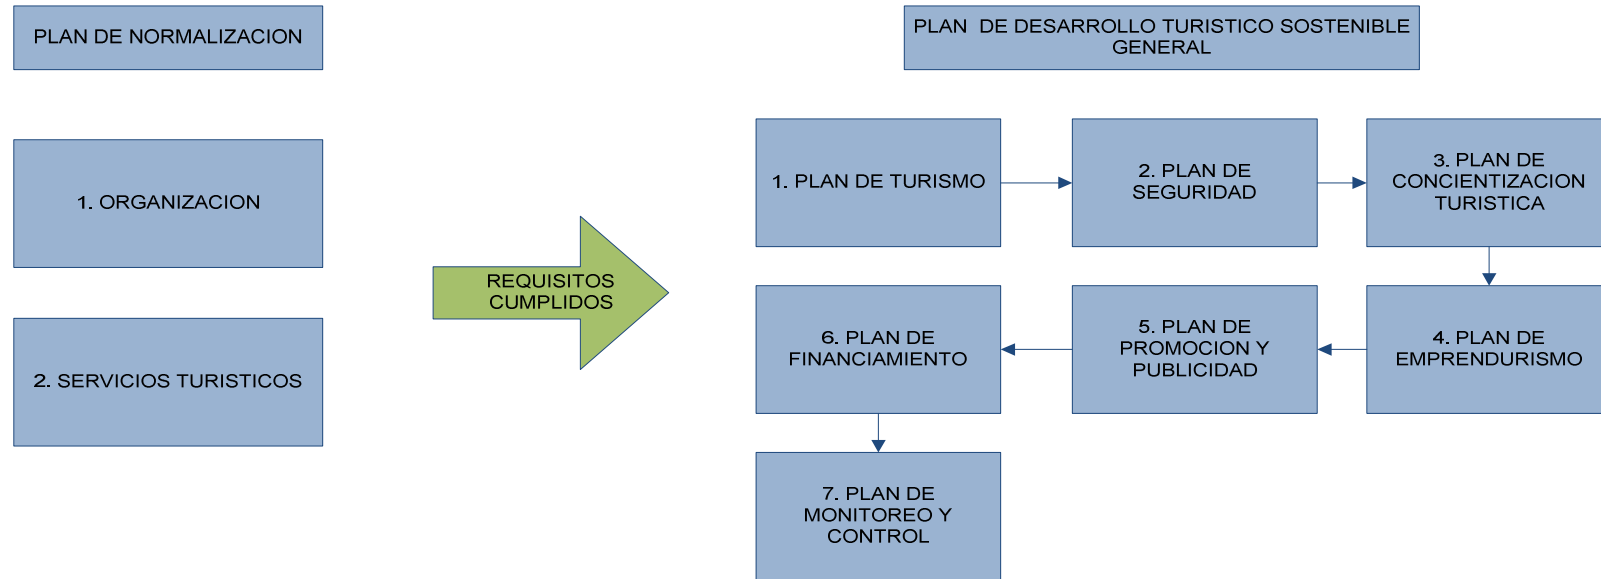 PLAN DE NORMALIZACION
1. ORGANIZACION
2. SERVICIOS TURISTICOS
REQUISITOS
CUMPLIDOS
PLAN DE DESARROLLO TURISTICO SOSTENIBLE
GENERAL
1. PLAN DE TURISMO
2. PLAN DE
SEGURIDAD
3. PLAN DE
CONCIENTIZACION
TURISTICA
4. PLAN DE
EMPRENDURISMO
5. PLAN DE
PROMOCION Y
PUBLICIDAD
6. PLAN DE
FINANCIAMIENTO
7. PLAN DE
MONITOREO Y
CONTROL